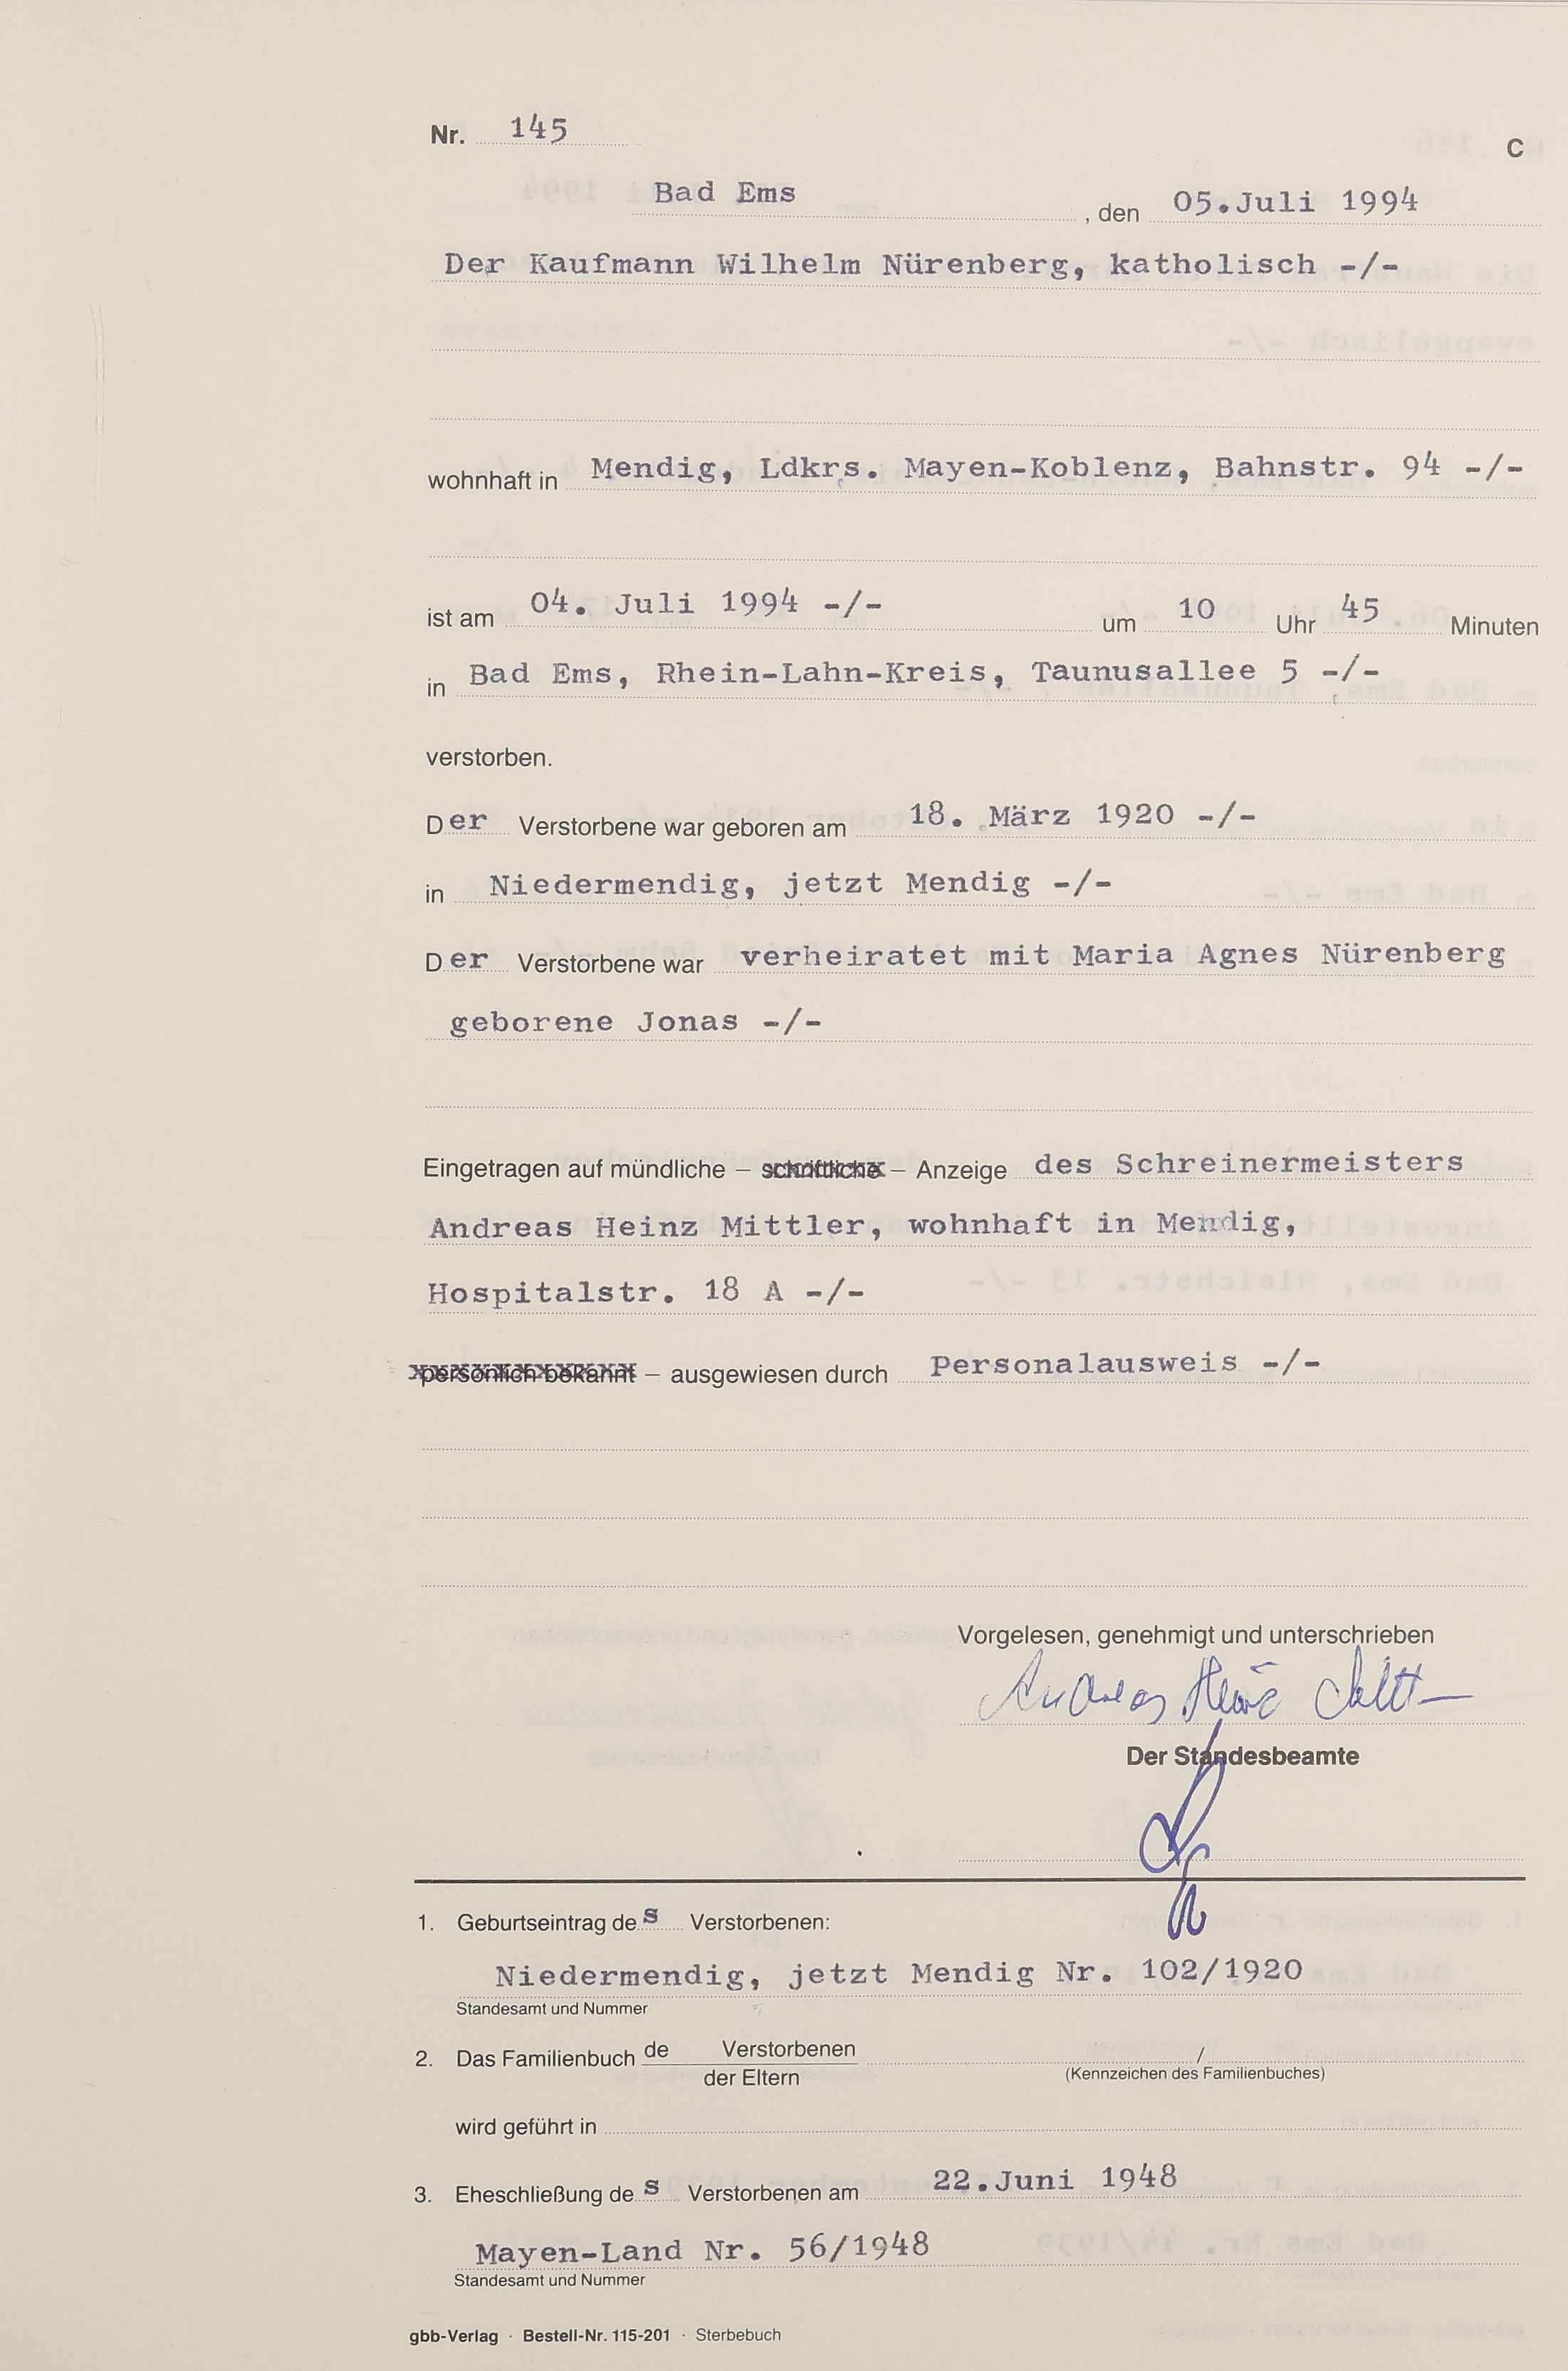 Nr. 145
C
Bad Ems , den 05.Juli 1994
Der Kaufmann Wilhelm Nürenberg, katholisch -/-
wohnhaft in Mendig, Ldkrs. Mayen-Koblenz, Bahnstr. 94 -/-
ist am 04. Juli 1994 -/- um 10 Uhr 45 Minuten
in Bad Ems, Rhein-Lahn-Kreis, Taunusallee 5 -/-
verstorben.
Der Verstorbene war geboren am 18. März 1920 -/-
in Niedermendig, jetzt Mendig -/-
Der Verstorbene war verheiratet mit Maria Agnes Nürenberg
geborene Jonas -/-
Eingetragen auf mündliche – schriftliche – Anzeige des Schreinermeisters
Andreas Heinz Mittler, wohnhaft in Mendig,
Hospitalstr. 18 A -/-
persönlich bekannt – ausgewiesen durch Personalausweis -/-
Vorgelesen, genehmigt und unterschrieben
Andreas Heinz
Der Standesbeamte
1. Geburtseintrag des Verstorbenen:
Niedermendig, jetzt Mendig Nr. 102/1920
Standesamt und Nummer
2. Das Familienbuch de Verstorbenen /
der Eltern (Kennzeichen des Familienbuches)
wird geführt in
3. Eheschließung des Verstorbenen am 22.Juni 1948
Mayen-Land Nr. 56/1948
Standesamt und Nummer
gbb-Verlag · Bestell-Nr. 115-201 · Sterbebuch